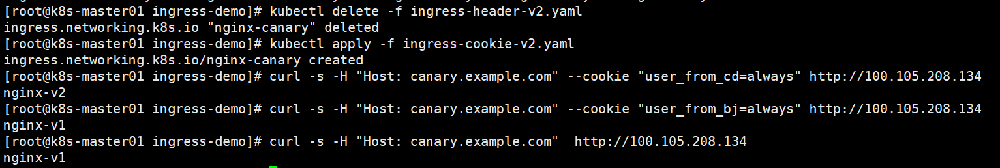 [root@k8s-master01 ingress-demo]# kubectl delete -f ingress-header-v2.yaml
ingress.networking.k8s.io "nginx-canary" deleted
[root@k8s-master01 ingress-demo]# kubectl apply -f ingress-cookie-v2.yaml
ingress.networking.k8s.io/nginx-canary created
[root@k8s-master01 ingress-demo]# curl -s -H "Host: canary.example.com" --cookie "user_from_cd=always" http://100.105.208.134
nginx-v2
[root@k8s-master01 ingress-demo]# curl -s -H "Host: canary.example.com" --cookie "user_from_bj=always" http://100.105.208.134
nginx-v1
[root@k8s-master01 ingress-demo]# curl -s -H "Host: canary.example.com"  http://100.105.208.134
nginx-v1